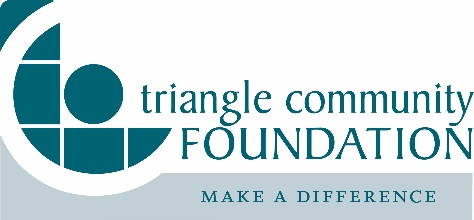 triangle community
FOUNDATION
MAKE A DIFFERENCE